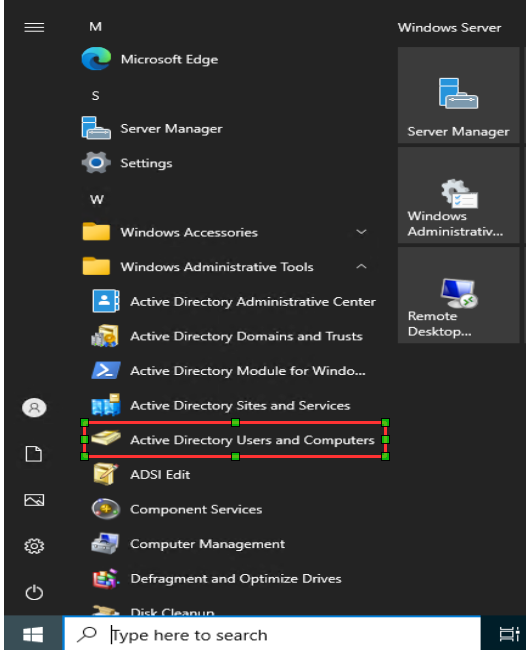 M
Microsoft Edge
S
Server Manager
Settings
W
Windows Accessories
Windows Administrative Tools
Active Directory Administrative Center
Active Directory Domains and Trusts
Active Directory Module for Windo...
Active Directory Sites and Services
Active Directory Users and Computers
ADSI Edit
Component Services
Computer Management
Defragment and Optimize Drives
Disk Cleanup
Type here to search
Windows Server
Server Manager
Windows
Administrativ...
Remote
Desktop...